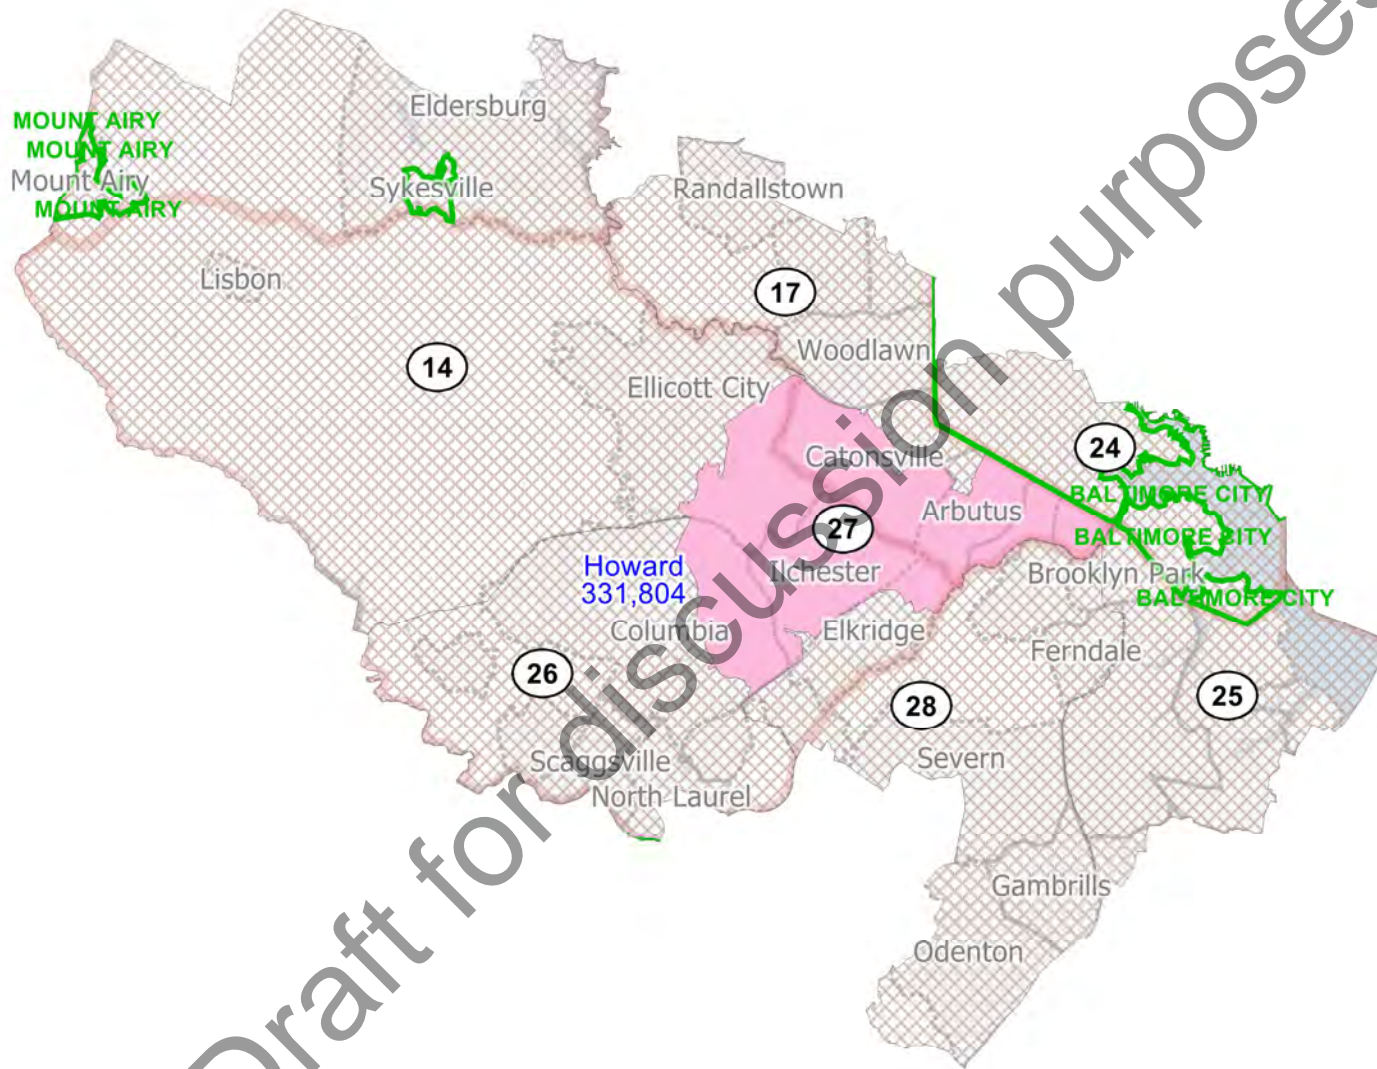 Draft for discussion purposes
Eldersburg
MOUNT AIRY
MOUNT AIRY
Mount Airy
MOUNT AIRY
Sykesville
Randallstown
Lisbon
17
Woodlawn
14
Ellicott City
24
Catonsville
BALTIMORE CITY
Arbutus
27
BALTIMORE CITY
Howard
331,804
Ilchester
Brooklyn Park
BALTIMORE CITY
Columbia
Elkridge
Ferndale
26
28
25
Scaggsville
Severn
North Laurel
Gambrills
Odenton